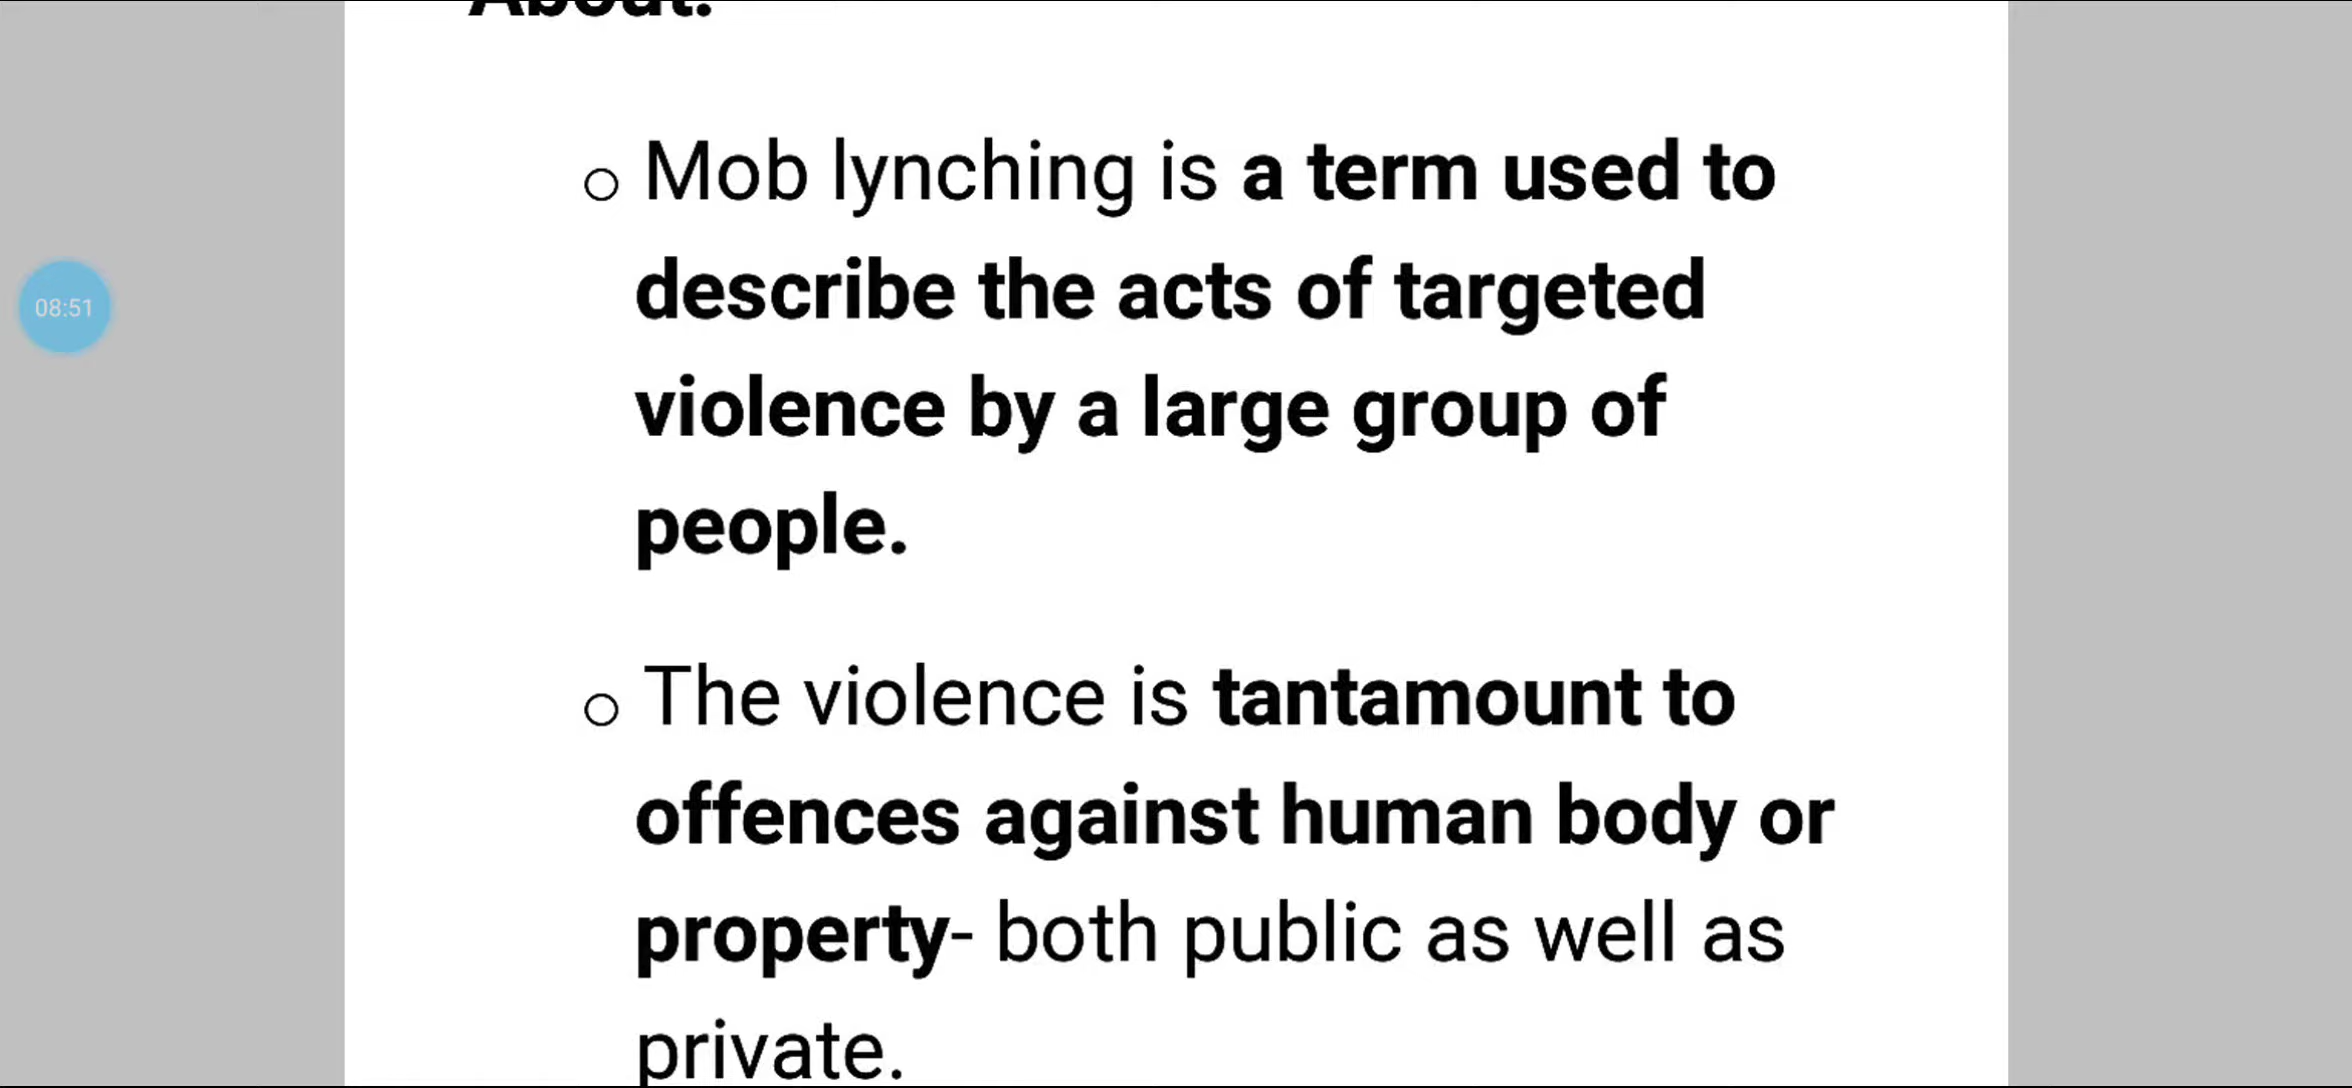 About:
o Mob lynching is a term used to
describe the acts of targeted
violence by a large group of
people.
08:51
o The violence is tantamount to
offences against human body or
property- both public as well as
private.